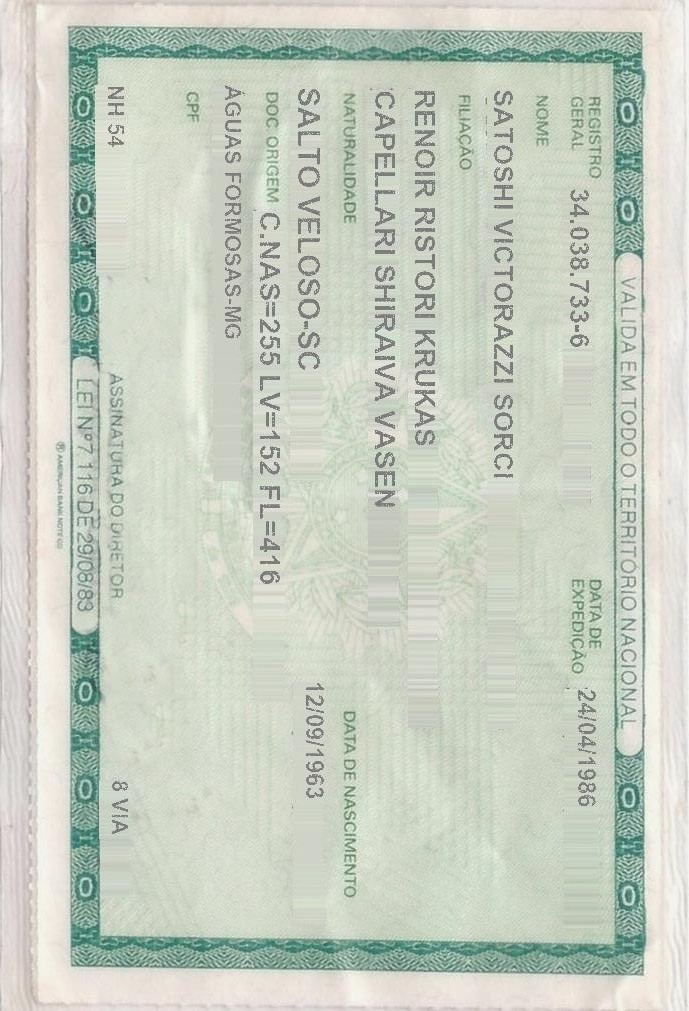 VALIDA EM TODO O TERRITÓRIO NACIONAL
REGISTRO GERAL 34.038.733-6 DATA DE EXPEDIÇÃO 24/04/1986
NOME
SATOSHI VICTORAZZI SORCI
FILIAÇÃO
RENOIR RISTORI KRUKAS
CAPELLARI SHIRAIVA VASEN
NATURALIDADE DATA DE NASCIMENTO
SALTO VELOSO-SC 12/09/1963
DOC ORIGEM C.NAS=255 LV=152 FL=416
ÁGUAS FORMOSAS-MG
CPF
NH 54 8 VIA
ASSINATURA DO DIRETOR
LEI Nº 7.116 DE 29/08/83
AMERICAN BANK NOTE CO